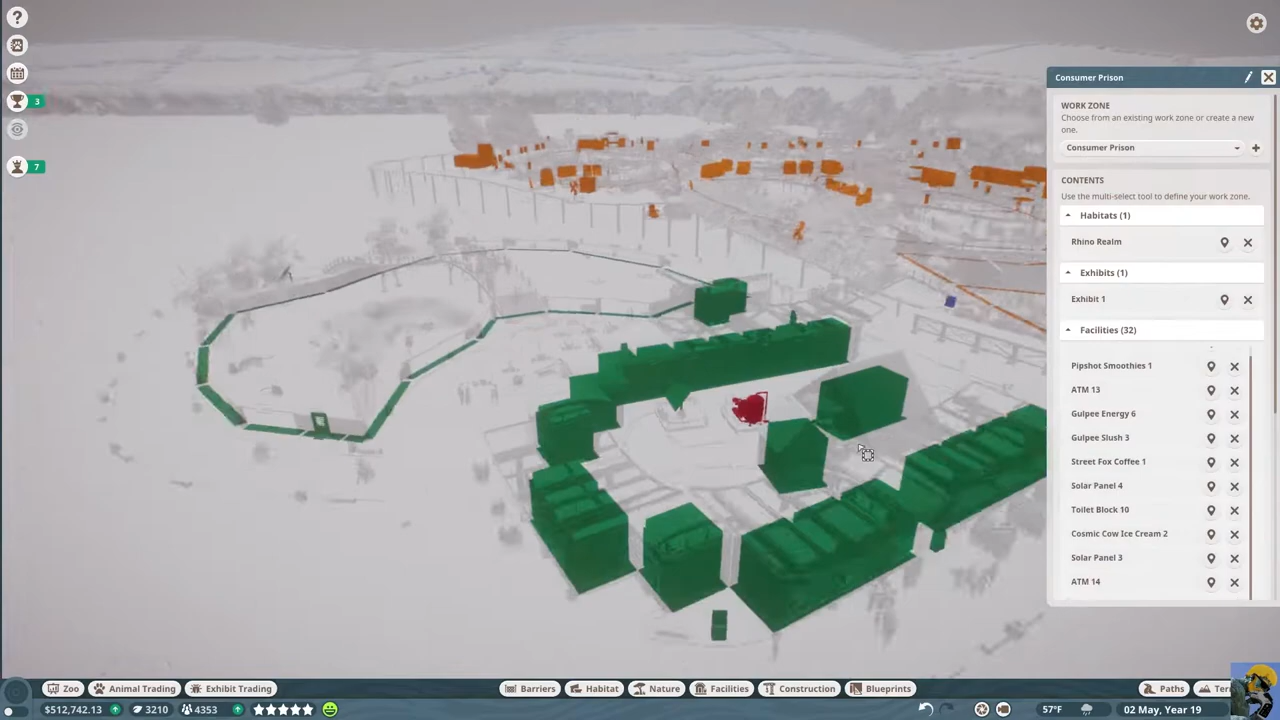 ?
3
7
Consumer Prison
WORK ZONE
Choose from an existing work zone or create a new
one.
Consumer Prison
CONTENTS
Use the multi-select tool to define your work zone.
Habitats (1)
Rhino Realm
Exhibits (1)
Exhibit 1
Facilities (32)
Pipshot Smoothies 1
ATM 13
Gulpee Energy 6
Gulpee Slush 3
Street Fox Coffee 1
Solar Panel 4
Toilet Block 10
Cosmic Cow Ice Cream 2
Solar Panel 3
ATM 14
Zoo
Animal Trading
Exhibit Trading
Barriers
Habitat
Nature
Facilities
Construction
Blueprints
Paths
$512,742.13
3210
4353
57°F
02 May, Year 19